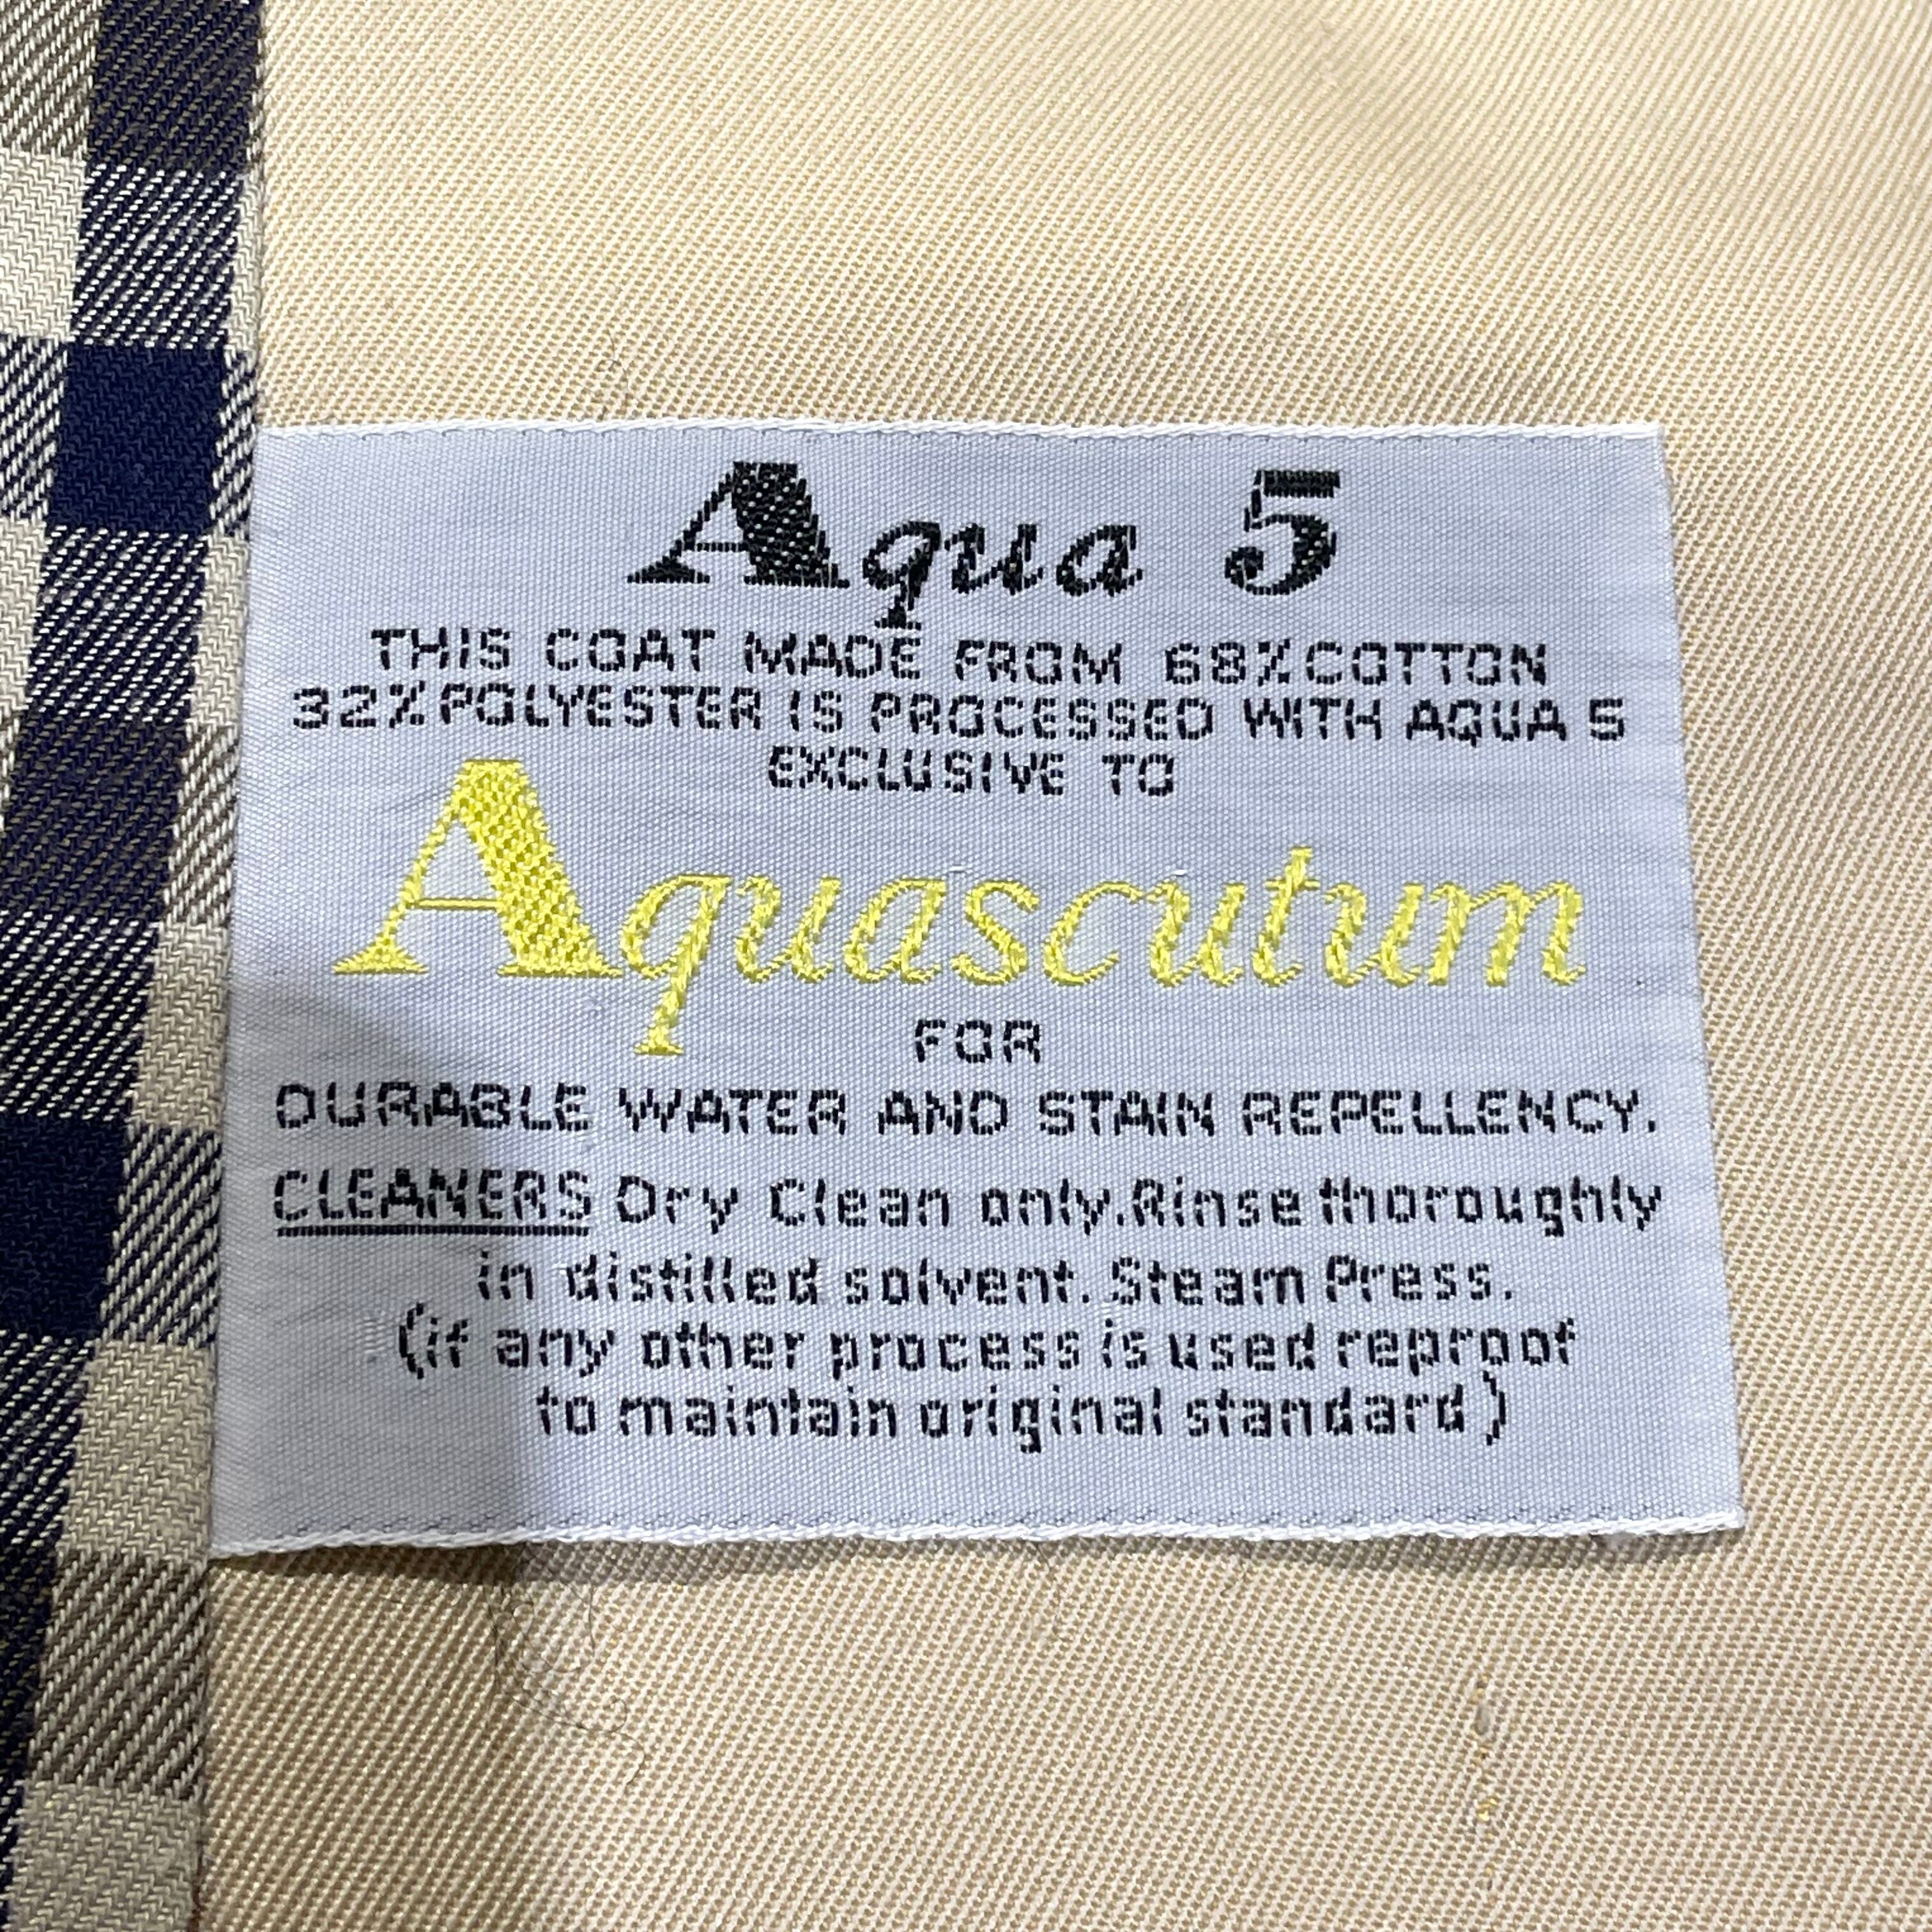 Aqua 5
THIS COAT MADE FROM 68% COTTON
32% POLYESTER IS PROCESSED WITH AQUA 5
EXCLUSIVE TO
Aquascutum
FOR
DURABLE WATER AND STAIN REPELLENCY.
CLEANERS Dry Clean only. Rinse thoroughly
in distilled solvent. Steam Press.
(if any other process is used reproof
to maintain original standard)